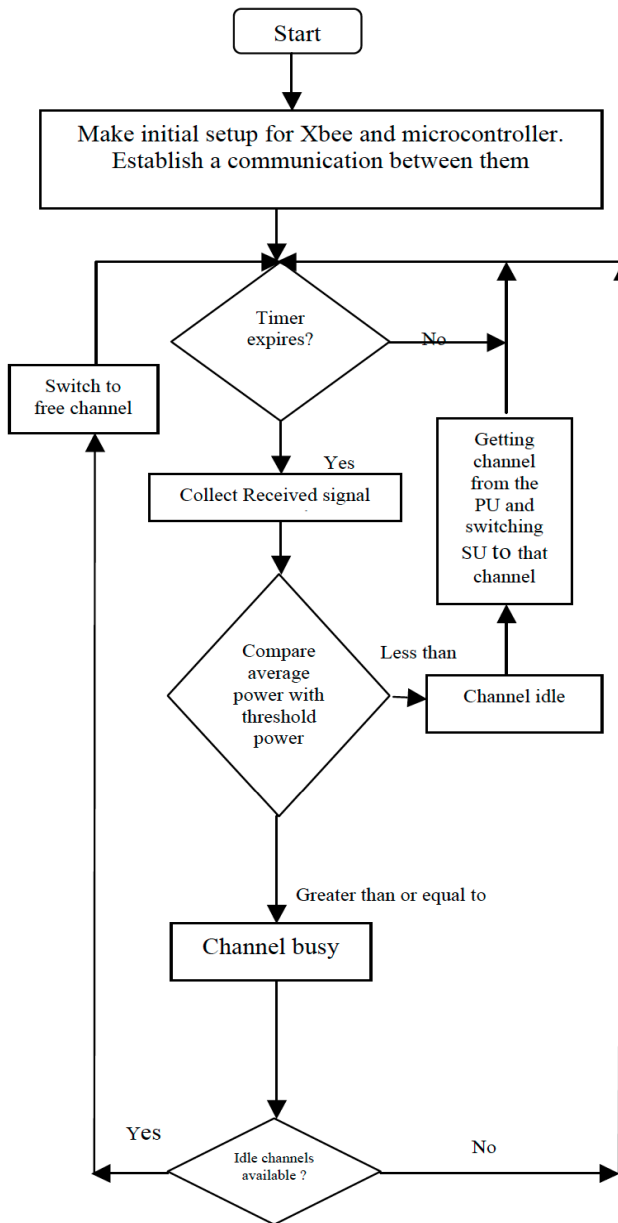 Start
Make initial setup for Xbee and microcontroller.
Establish a communication between them
Timer
expires?
No
Switch to
free channel
Yes
Collect Received signal
Getting
channel
from the
PU and
switching
SU to that
channel
Compare
average
power with
threshold
power
Less than
Channel idle
Greater than or equal to
Channel busy
Yes
Idle channels
available ?
No